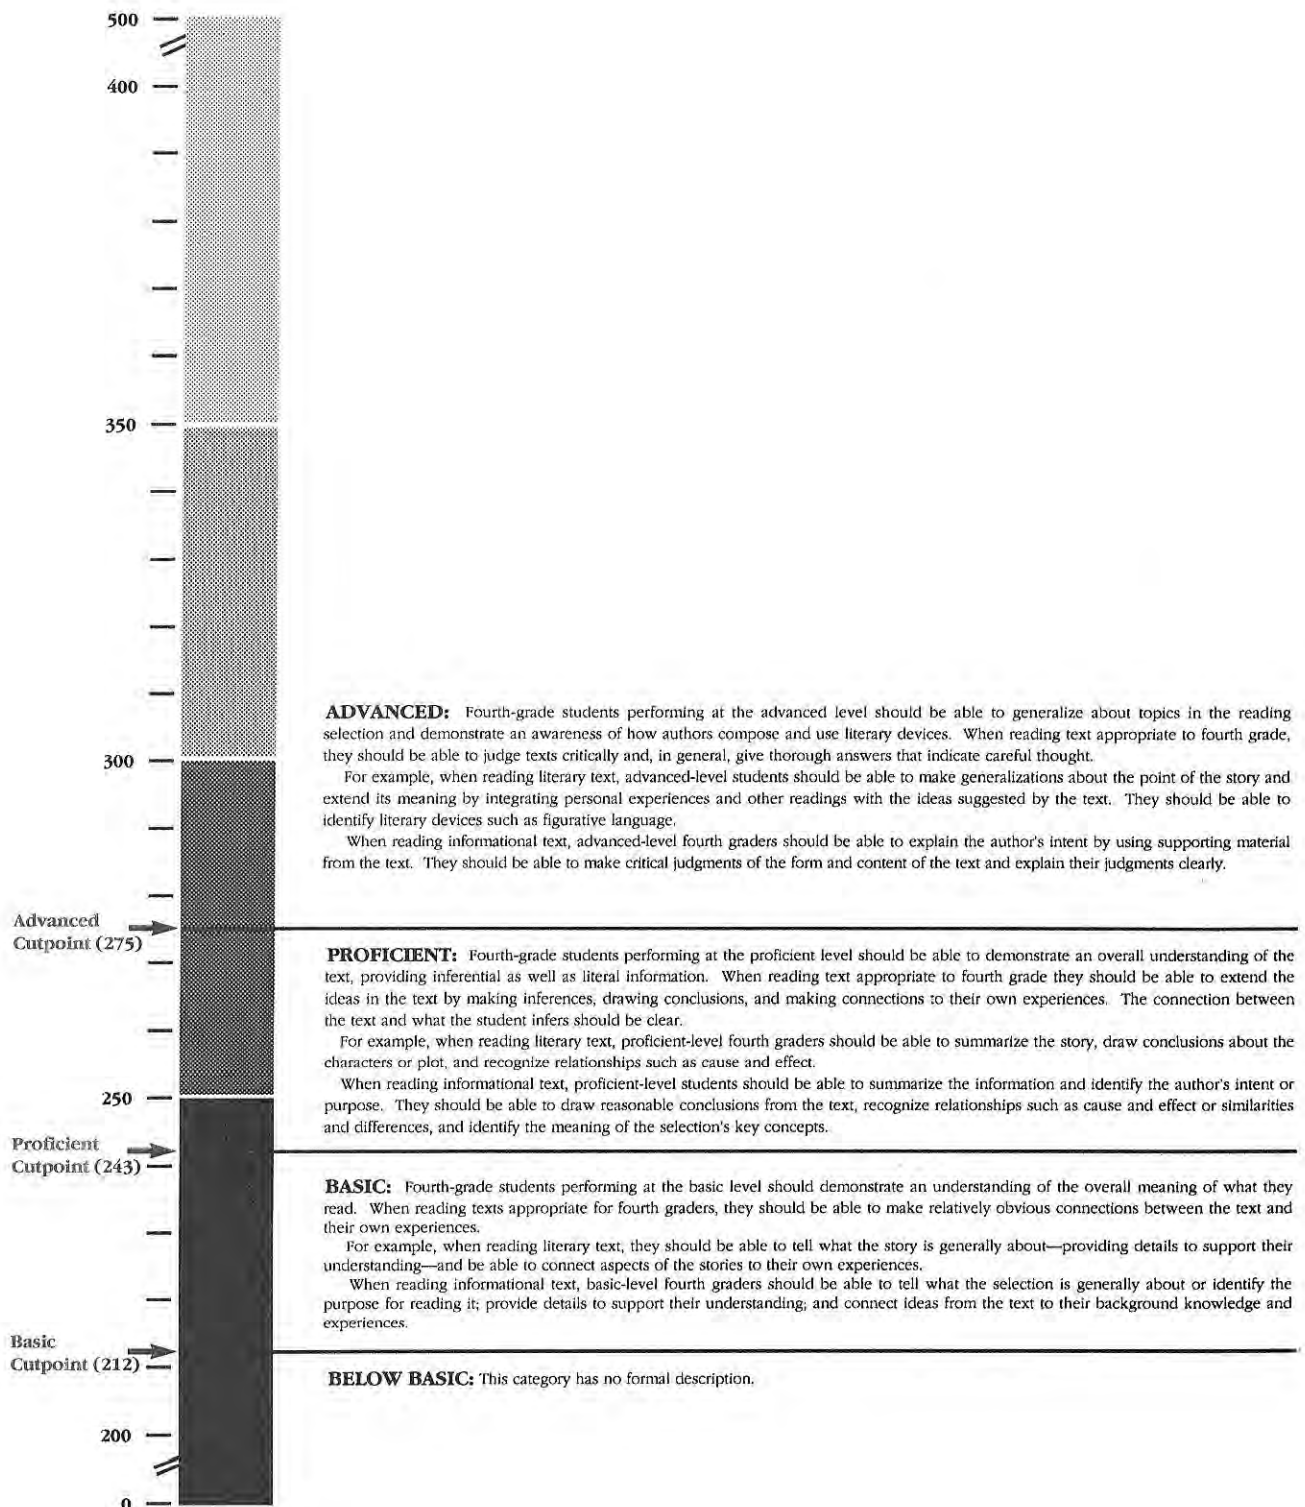 500
400
350
300
ADVANCED: Fourth-grade students performing at the advanced level should be able to generalize about topics in the reading
selection and demonstrate an awareness of how authors compose and use literary devices. When reading text appropriate to fourth grade,
they should be able to judge texts critically and, in general, give thorough answers that indicate careful thought.
For example, when reading literary text, advanced-level students should be able to make generalizations about the point of the story and
extend its meaning by integrating personal experiences and other readings with the ideas suggested by the text. They should be able to
identify literary devices such as figurative language.
When reading informational text, advanced-level fourth graders should be able to explain the author's intent by using supporting material
from the text. They should be able to make critical judgments of the form and content of the text and explain their judgments clearly.
Advanced
Cutpoint (275)
PROFICIENT: Fourth-grade students performing at the proficient level should be able to demonstrate an overall understanding of the
text, providing inferential as well as literal information. When reading text appropriate to fourth grade they should be able to extend the
ideas in the text by making inferences, drawing conclusions, and making connections to their own experiences. The connection between
the text and what the student infers should be clear.
For example, when reading literary text, proficient-level fourth graders should be able to summarize the story, draw conclusions about the
characters or plot, and recognize relationships such as cause and effect.
When reading informational text, proficient-level students should be able to summarize the information and identify the author's intent or
purpose. They should be able to draw reasonable conclusions from the text, recognize relationships such as cause and effect or similarities
and differences, and identify the meaning of the selection's key concepts.
250
Proficient
Cutpoint (243)
BASIC: Fourth-grade students performing at the basic level should demonstrate an understanding of the overall meaning of what they
read. When reading texts appropriate for fourth graders, they should be able to make relatively obvious connections between the text and
their own experiences.
For example, when reading literary text, they should be able to tell what the story is generally about—providing details to support their
understanding—and be able to connect aspects of the stories to their own experiences.
When reading informational text, basic-level fourth graders should be able to tell what the selection is generally about or identify the
purpose for reading it; provide details to support their understanding; and connect ideas from the text to their background knowledge and
experiences.
Basic
Cutpoint (212)
BELOW BASIC: This category has no formal description.
200
0